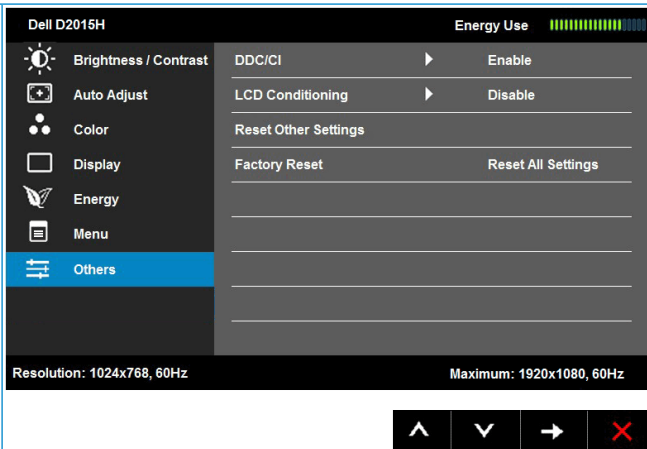 Dell D2015H Energy Use
Brightness / Contrast DDC/CI Enable
Auto Adjust LCD Conditioning Disable
Color Reset Other Settings
Display Factory Reset Reset All Settings
Energy
Menu
Others
Resolution: 1024x768, 60Hz Maximum: 1920x1080, 60Hz